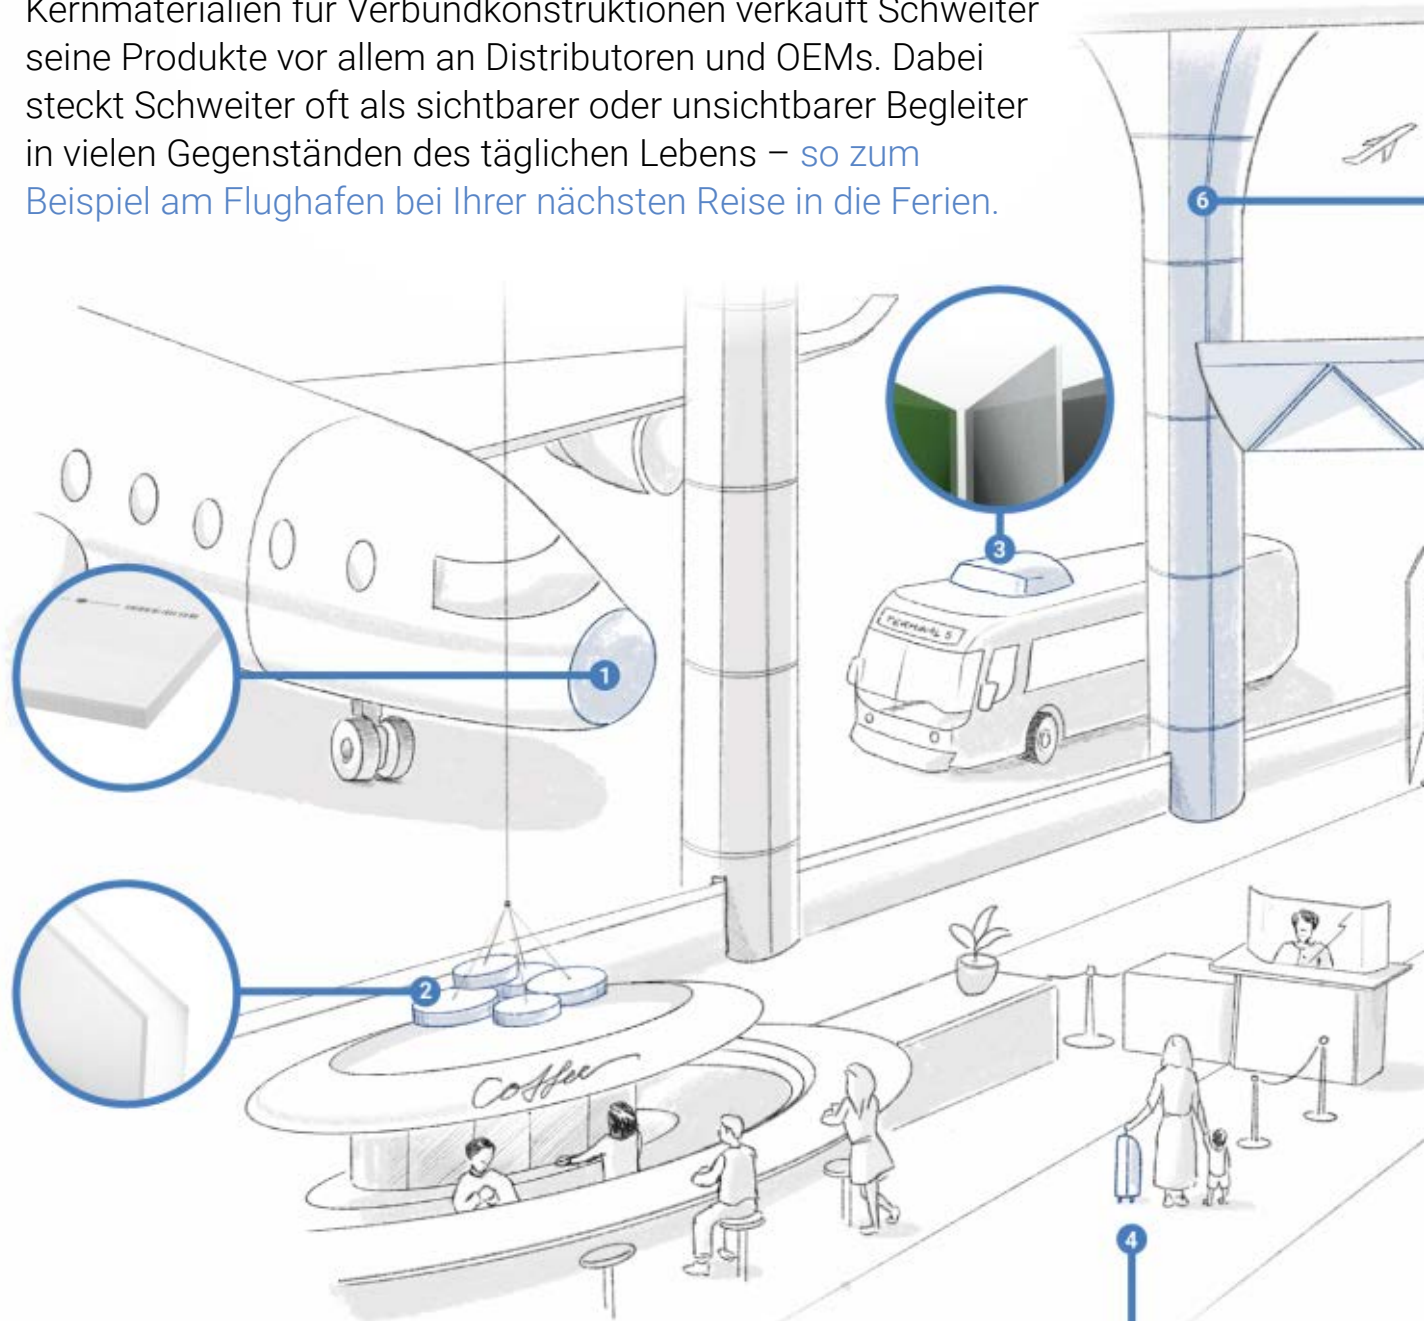 Kernmaterialien für Verbundkonstruktionen verkauft Schweiter
seine Produkte vor allem an Distributoren und OEMs. Dabei
steckt Schweiter oft als sichtbarer oder unsichtbarer Begleiter
in vielen Gegenständen des täglichen Lebens – so zum
Beispiel am Flughafen bei Ihrer nächsten Reise in die Ferien.
6
3
TERMINAL 5
1
2
Coffee
4